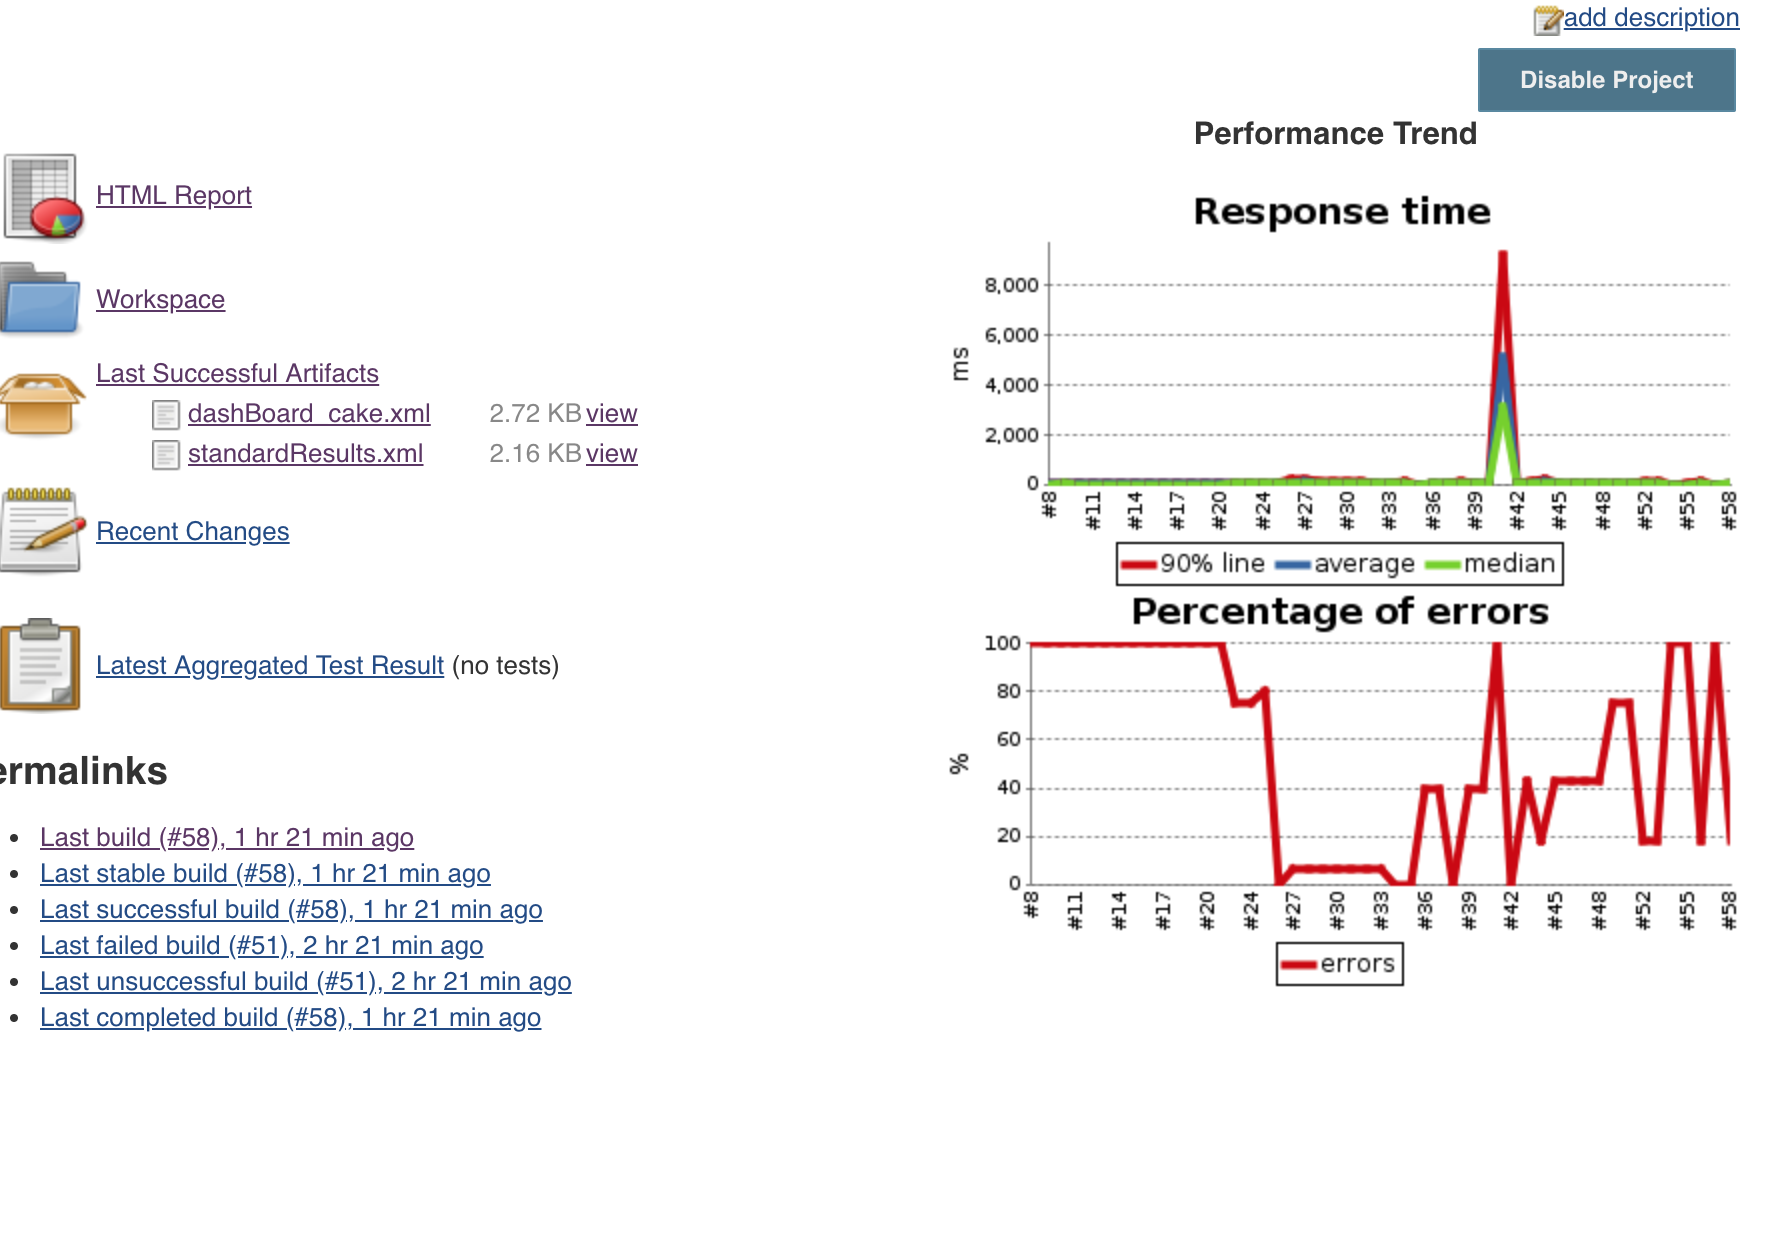 add description
Disable Project
HTML Report
Workspace
Last Successful Artifacts
dashBoard_cake.xml 2.72 KB view
standardResults.xml 2.16 KB view
Recent Changes
Latest Aggregated Test Result (no tests)
ermalinks
Last build (#58), 1 hr 21 min ago
Last stable build (#58), 1 hr 21 min ago
Last successful build (#58), 1 hr 21 min ago
Last failed build (#51), 2 hr 21 min ago
Last unsuccessful build (#51), 2 hr 21 min ago
Last completed build (#58), 1 hr 21 min ago
Performance Trend
Response time
8,000
6,000
4,000
2,000
0
ms
#8 #11 #14 #17 #20 #24 #27 #30 #33 #36 #39 #42 #45 #48 #52 #55 #58
90% line average median
Percentage of errors
100
80
60
40
20
0
%
#8 #11 #14 #17 #20 #24 #27 #30 #33 #36 #39 #42 #45 #48 #52 #55 #58
errors